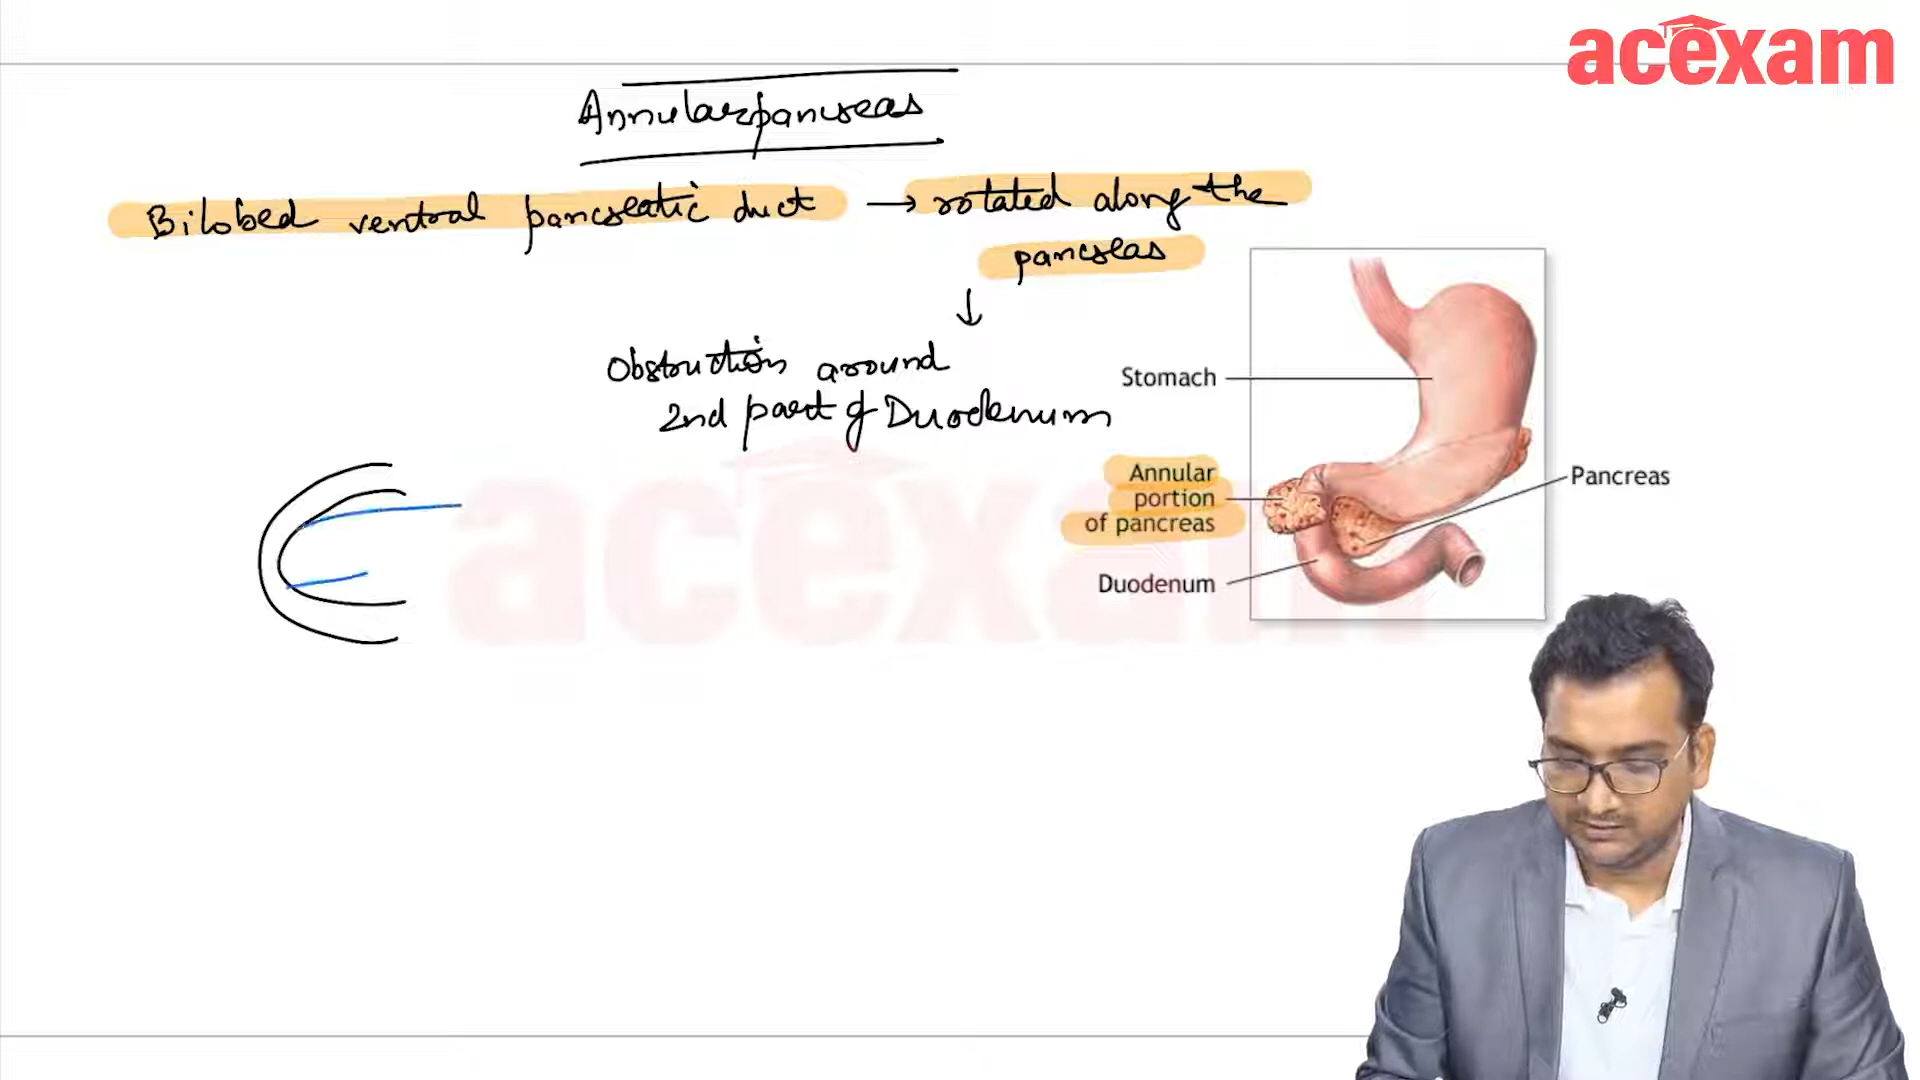 acexam
Annular pancreas
Bilobed ventral pancreatic duct → rotated along the
pancreas
↓
Obstruction around
2nd part of Duodenum
Stomach
Annular
portion
of pancreas
Pancreas
Duodenum
acexam